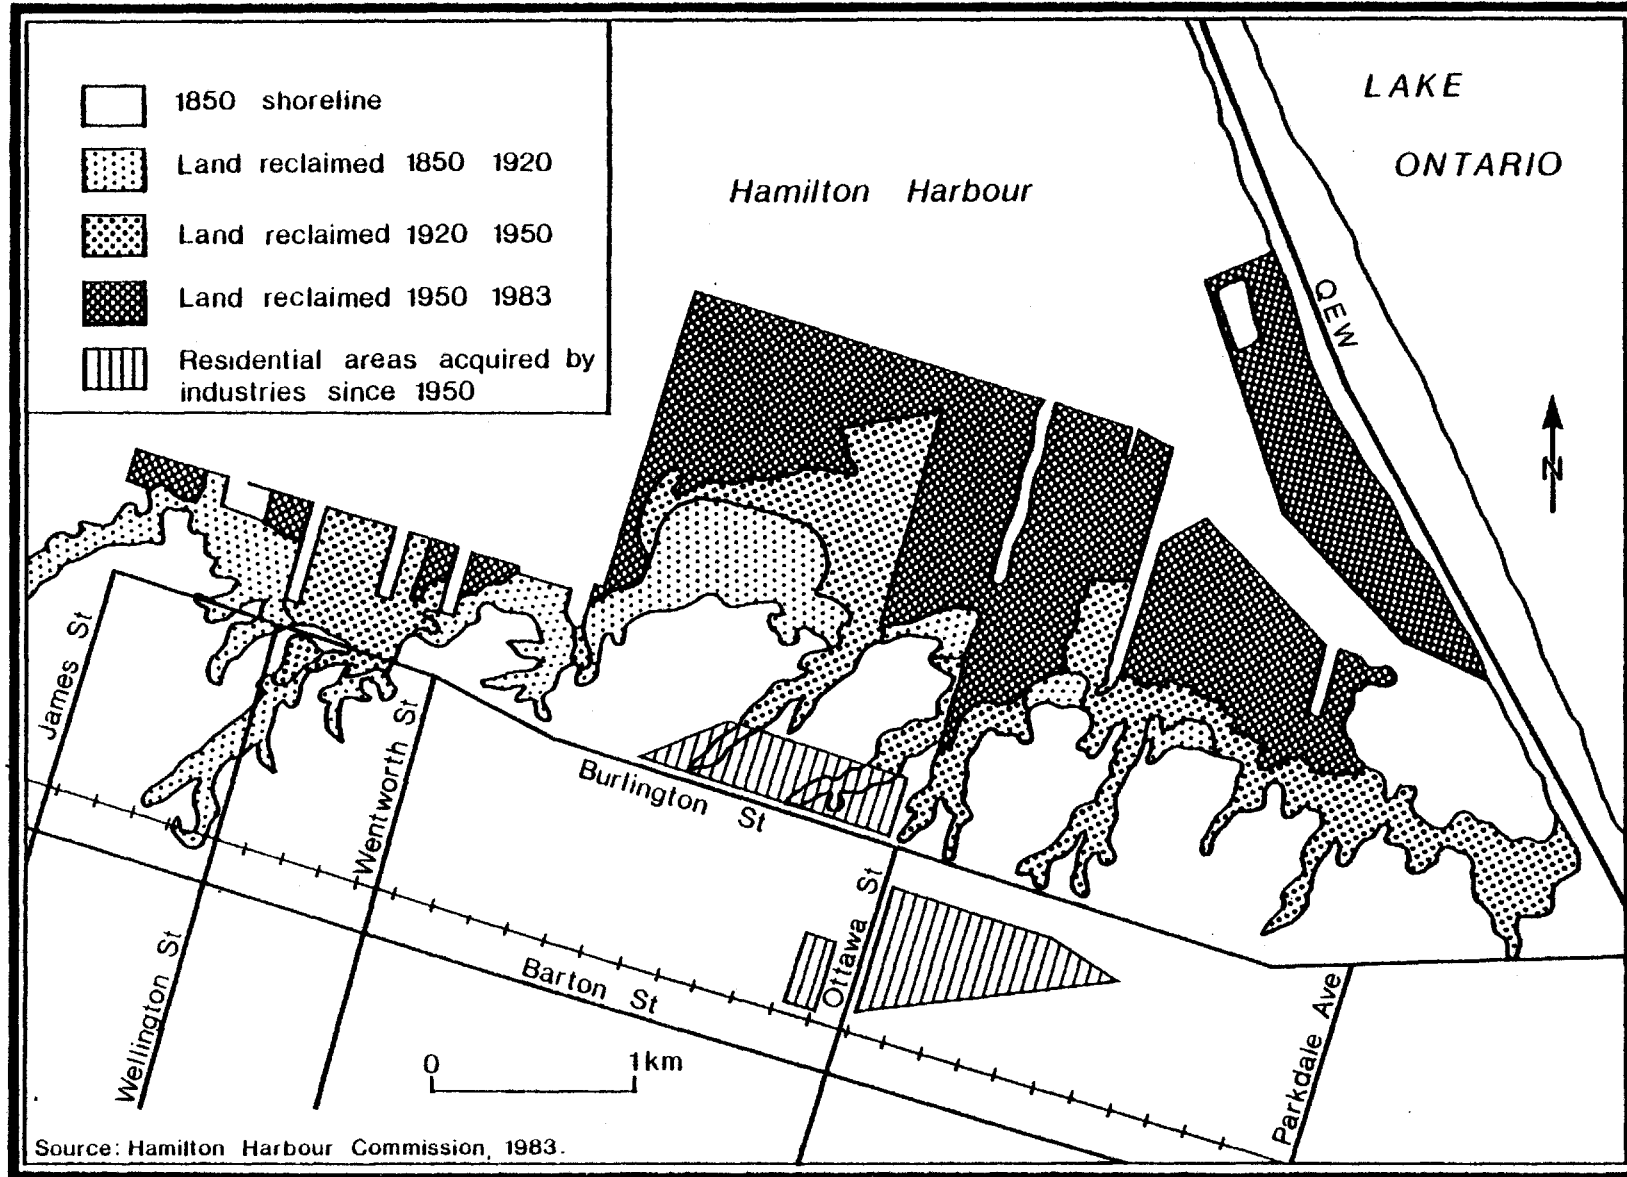 1850 shoreline
Land reclaimed 1850 1920
Land reclaimed 1920 1950
Land reclaimed 1950 1983
Residential areas acquired by
industries since 1950
LAKE
ONTARIO
Hamilton Harbour
QEW
N
James St
Wentworth St
Burlington St
Wellington St
Barton St
Ottawa St
Parkdale Ave
0 1km
Source: Hamilton Harbour Commission, 1983.